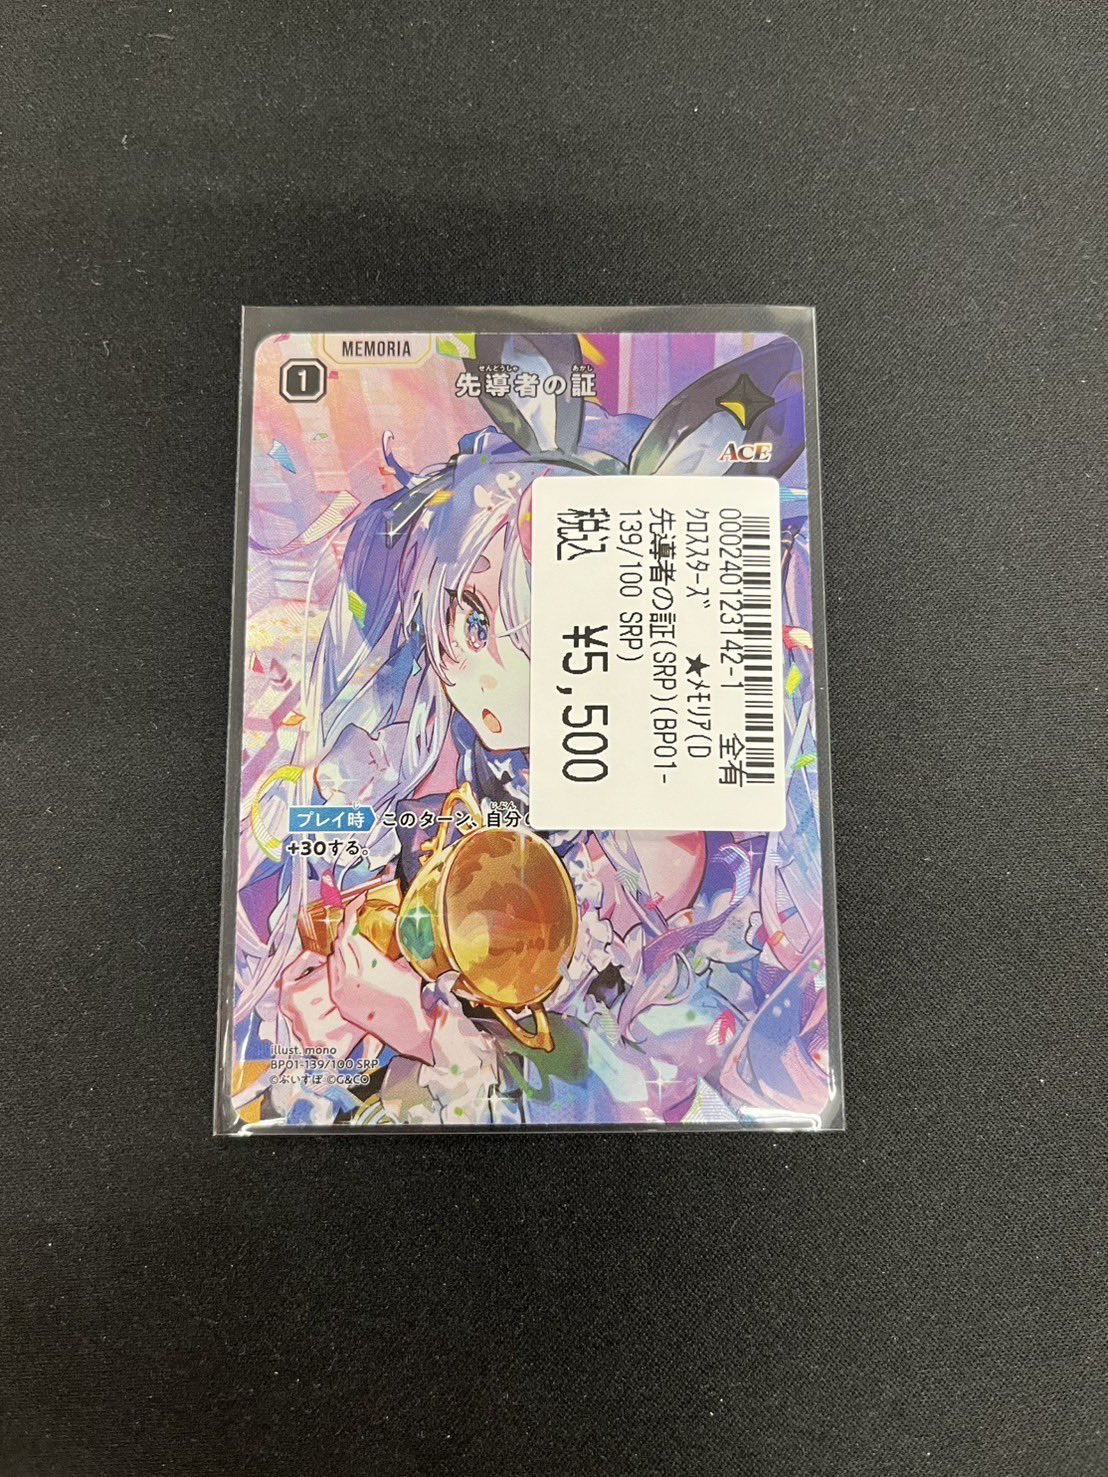 MEMORIA
1
せんどうしゃ あかし
先導者の証
ACE
000240123142-1 全有
クロススターズ ★メモリア(D
先導者の証(SRP)(BP01-
139/100 SRP)
税込 ¥5,500
プレイ時 このターン、自分の
+30する。
illust. mono
BP01-139/100 SRP
©ぶいすぽ ©G&CO